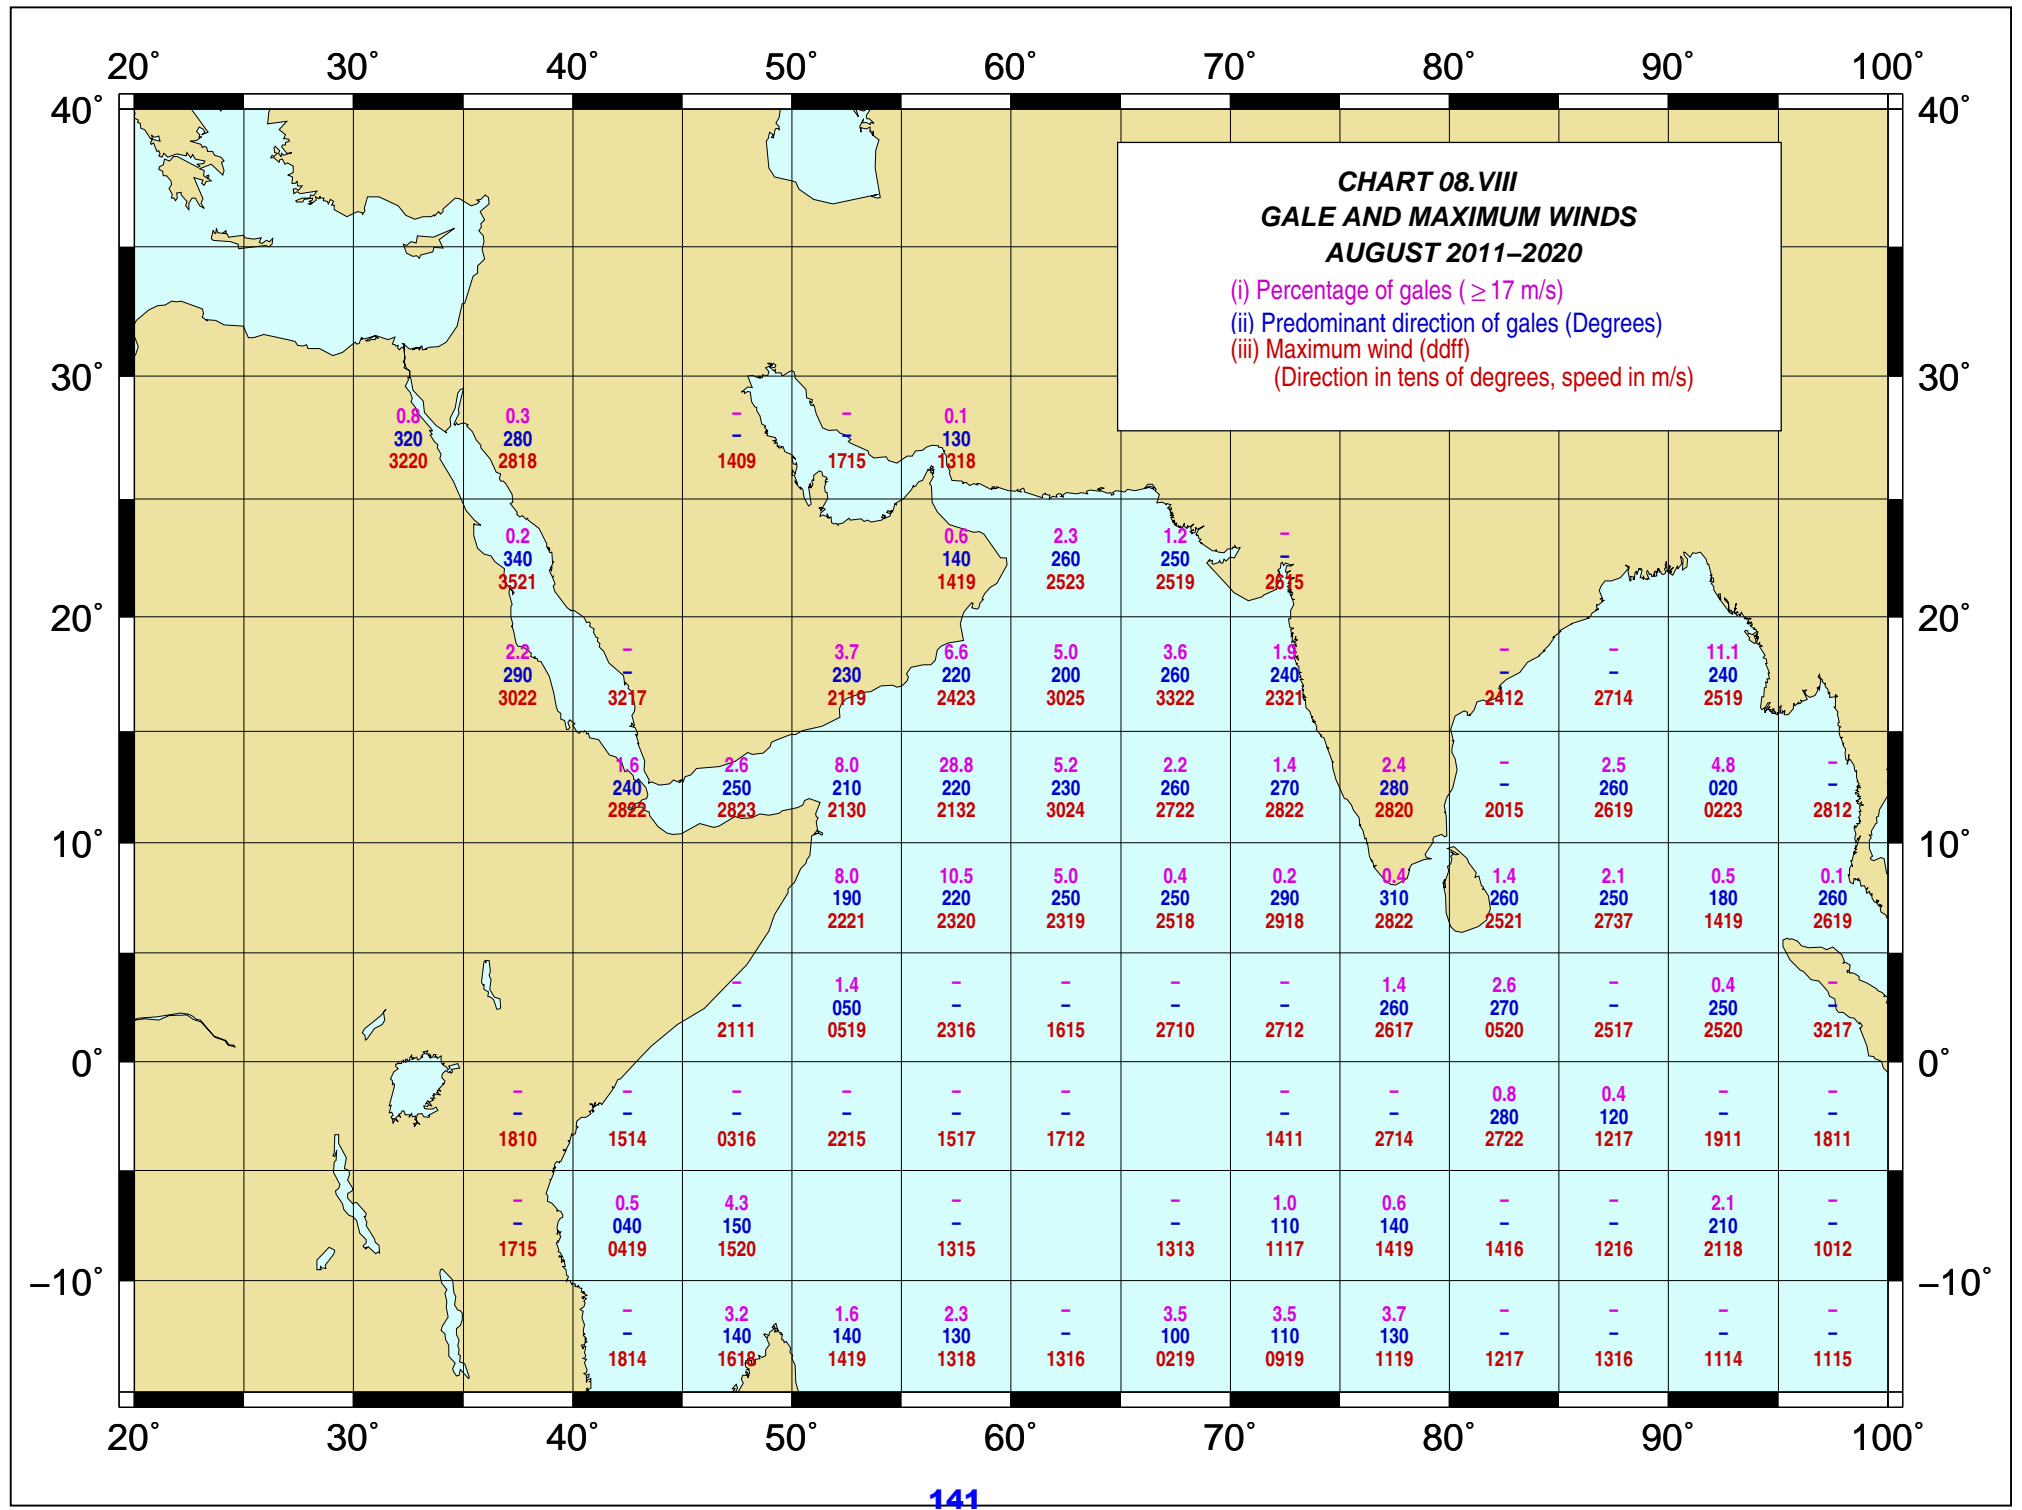 20° 30° 40° 50° 60° 70° 80° 90° 100°
40° 40°
CHART 08.VIII
GALE AND MAXIMUM WINDS
AUGUST 2011–2020
(i) Percentage of gales ( ≥ 17 m/s)
(ii) Predominant direction of gales (Degrees)
(iii) Maximum wind (ddff)
(Direction in tens of degrees, speed in m/s)
30° 30°
0.8 0.3 – – 0.1
320 280 – – 130
3220 2818 1409 1715 1318
0.2 0.6 2.3 1.2 –
340 140 260 250 –
3521 1419 2523 2519 2615
20° 20°
2.2 – 3.7 6.6 5.0 3.6 1.9 – – 11.1
290 – 230 220 200 260 240 – – 240
3022 3217 2119 2423 3025 3322 2321 2412 2714 2519
1.6 2.6 8.0 28.8 5.2 2.2 1.4 2.4 – 2.5 4.8 –
240 250 210 220 230 260 270 280 – 260 020 –
2822 2823 2130 2132 3024 2722 2822 2820 2015 2619 0223 2812
10° 10°
8.0 10.5 5.0 0.4 0.2 0.4 1.4 2.1 0.5 0.1
190 220 250 250 290 310 260 250 180 260
2221 2320 2319 2518 2918 2822 2521 2737 1419 2619
– 1.4 – – – – 1.4 2.6 – 0.4 –
– 050 – – – – 260 270 – 250 –
2111 0519 2316 1615 2710 2712 2617 0520 2517 2520 3217
0° 0°
– – – – – – – – 0.8 0.4 – –
– – – – – – – – 280 120 – –
1810 1514 0316 2215 1517 1712 1411 2714 2722 1217 1911 1811
– 0.5 4.3 – – 1.0 0.6 – – 2.1 –
– 040 150 – – 110 140 – – 210 –
1715 0419 1520 1315 1313 1117 1419 1416 1216 2118 1012
–10° –10°
– 3.2 1.6 2.3 – 3.5 3.5 3.7 – – – –
– 140 140 130 – 100 110 130 – – – –
1814 1618 1419 1318 1316 0219 0919 1119 1217 1316 1114 1115
20° 30° 40° 50° 60° 70° 80° 90° 100°
141